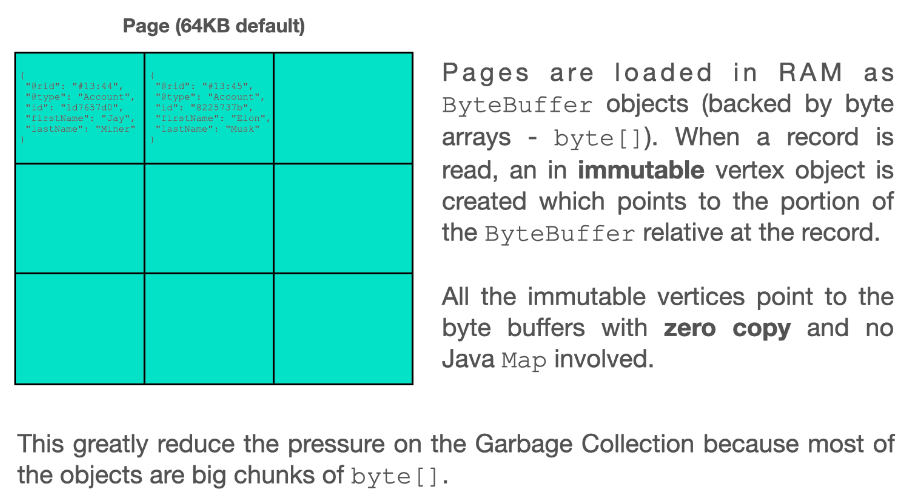 Page (64KB default)
{
"@rid": "#13:44",
"@type": "Account",
"id": "1d7657d0",
"firstName": "Jay",
"lastName": "Miner"
}
{
"@rid": "#13:45",
"@type": "Account",
"id": "8225737b",
"firstName": "Elon",
"lastName": "Musk"
}
Pages are loaded in RAM as
ByteBuffer objects (backed by byte
arrays - byte[]). When a record is
read, an in immutable vertex object is
created which points to the portion of
the ByteBuffer relative at the record.
All the immutable vertices point to the
byte buffers with zero copy and no
Java Map involved.
This greatly reduce the pressure on the Garbage Collection because most of
the objects are big chunks of byte[].